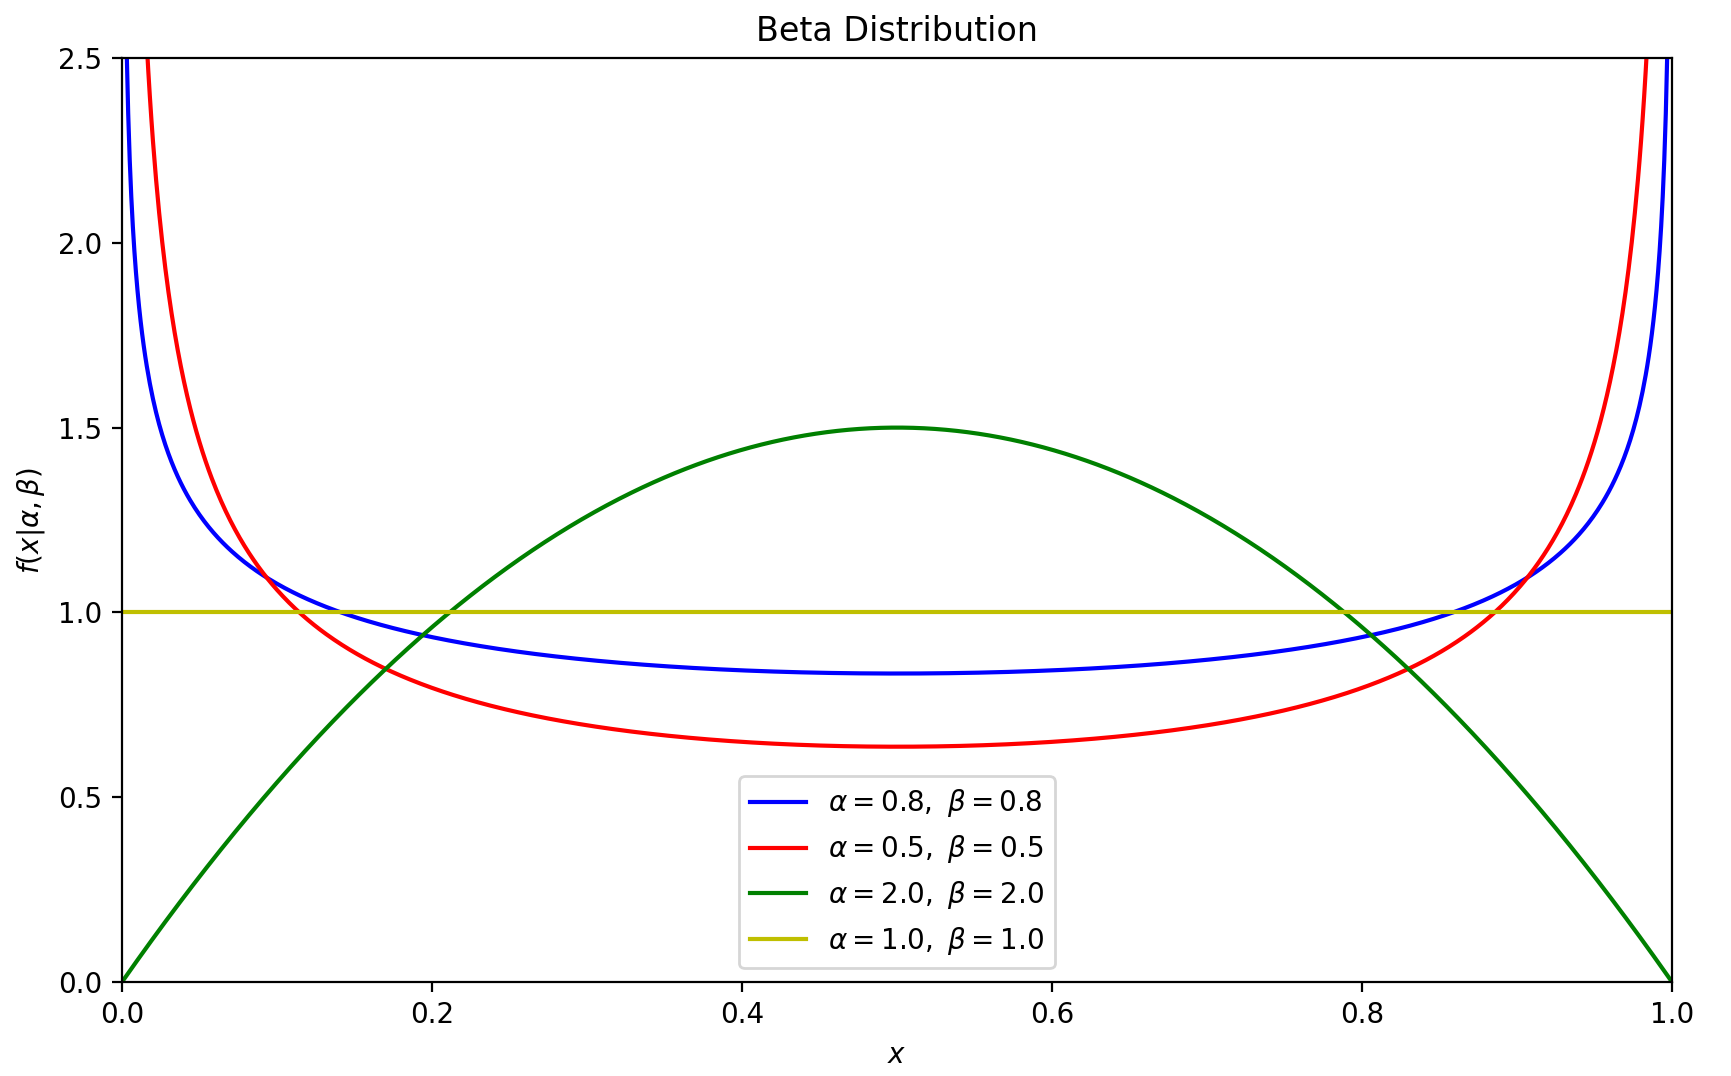 Beta Distribution
2.5
2.0
1.5
1.0
0.5
0.0
f(x|α, β)
α = 0.8, β = 0.8
α = 0.5, β = 0.5
α = 2.0, β = 2.0
α = 1.0, β = 1.0
0.0 0.2 0.4 0.6 0.8 1.0
x